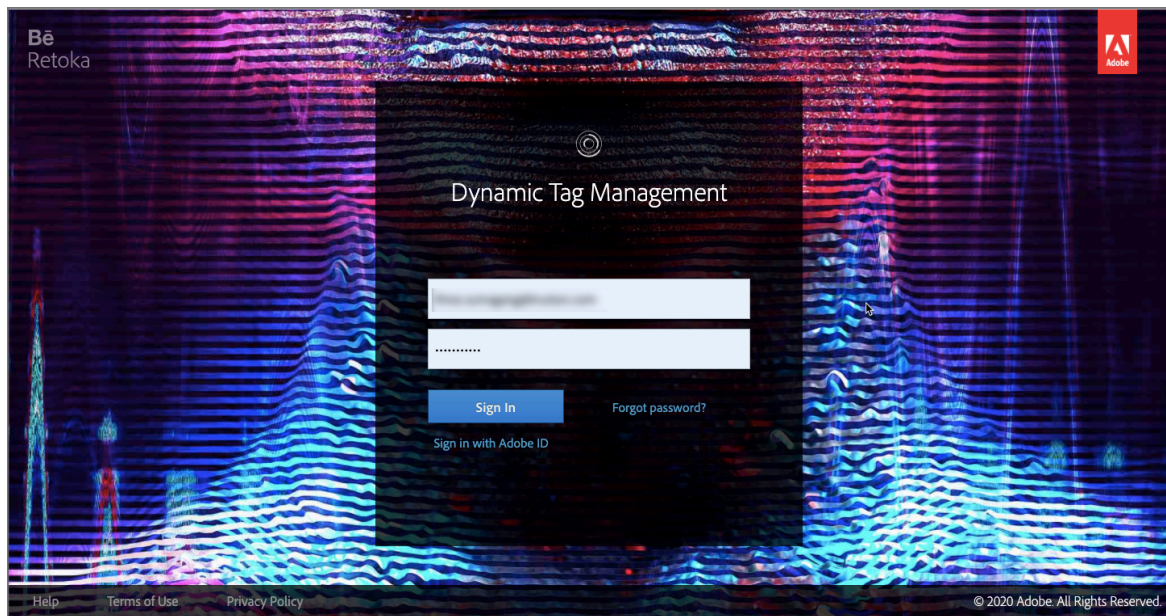 Bē
Retoka
Adobe
Dynamic Tag Management
Sign In
Forgot password?
Sign in with Adobe ID
Help
Terms of Use
Privacy Policy
© 2020 Adobe. All Rights Reserved.